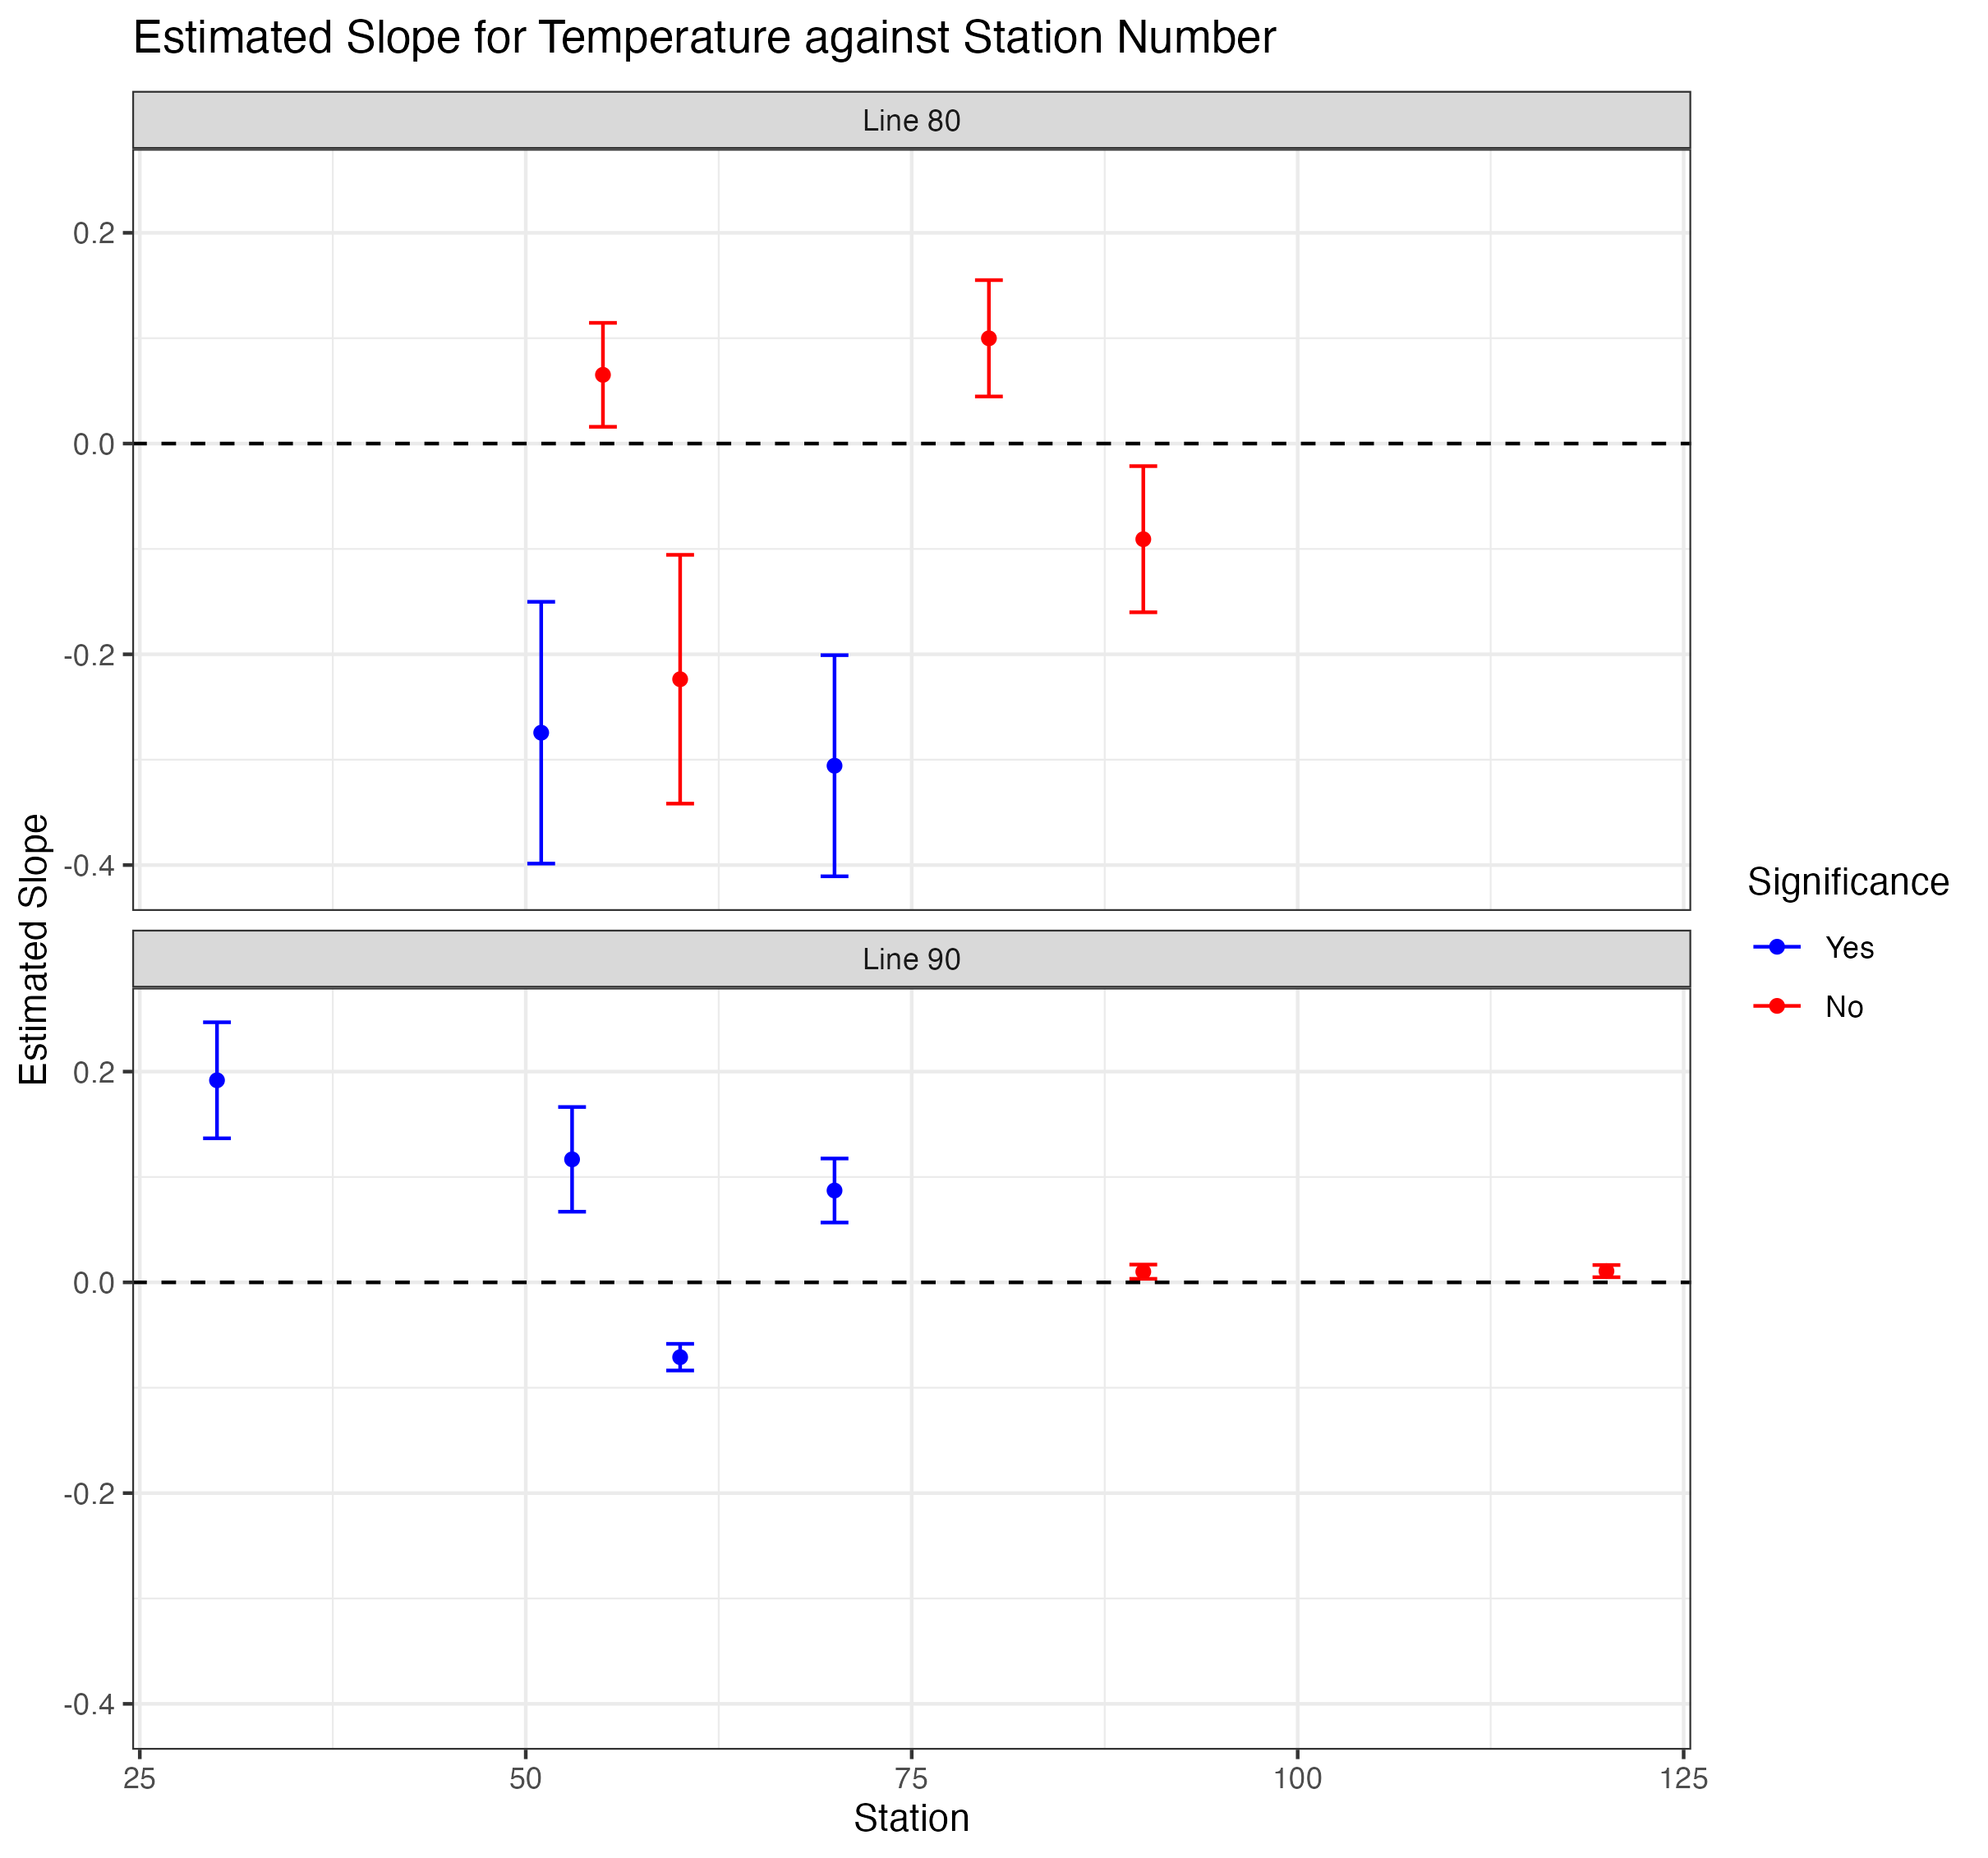 Estimated Slope for Temperature against Station Number
Line 80
0.2
0.0
-0.2
-0.4
Line 90
0.2
0.0
-0.2
-0.4
25 50 75 100 125
Station
Estimated Slope
Significance
Yes
No